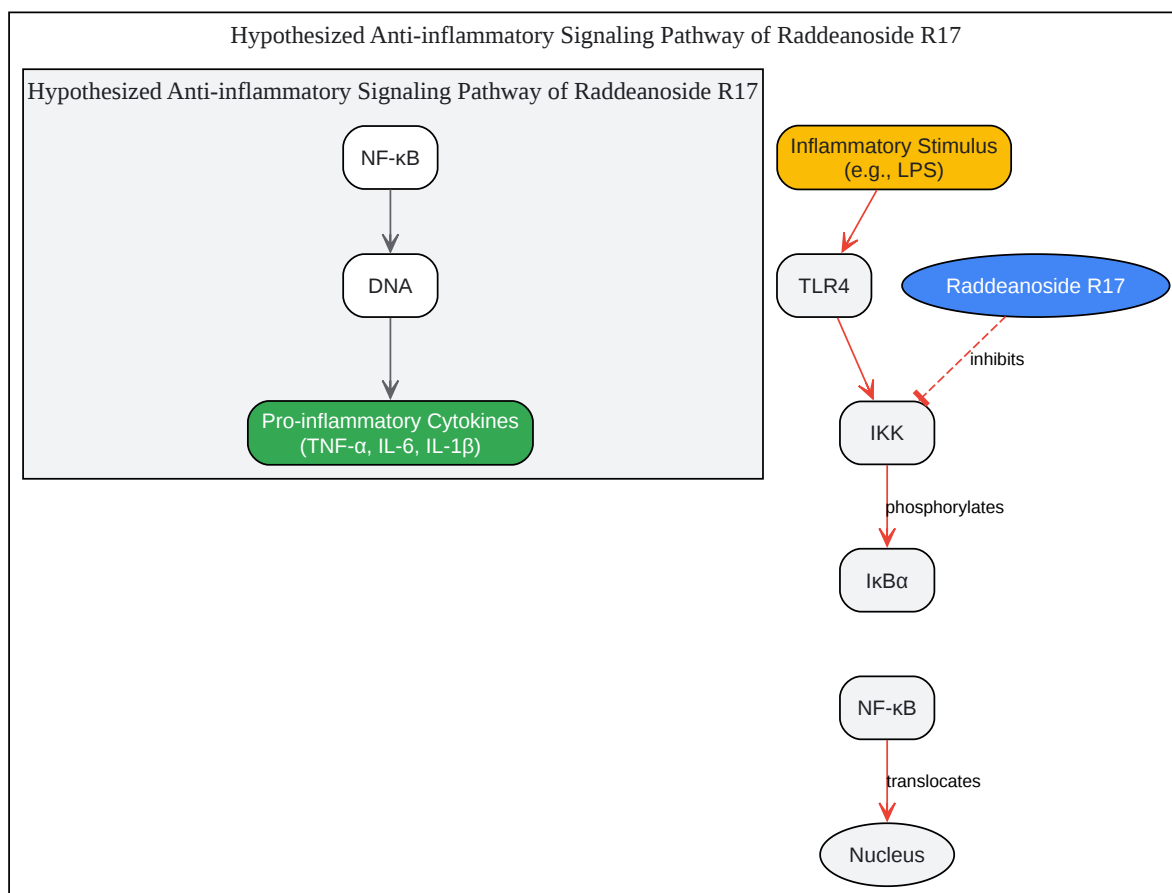 Hypothesized Anti-inflammatory Signaling Pathway of Raddeanoside R17
Hypothesized Anti-inflammatory Signaling Pathway of Raddeanoside R17
NF-κB
DNA
Pro-inflammatory Cytokines
(TNF-α, IL-6, IL-1β)
Inflammatory Stimulus
(e.g., LPS)
TLR4
Raddeanoside R17
inhibits
IKK
phosphorylates
IκBα
NF-κB
translocates
Nucleus